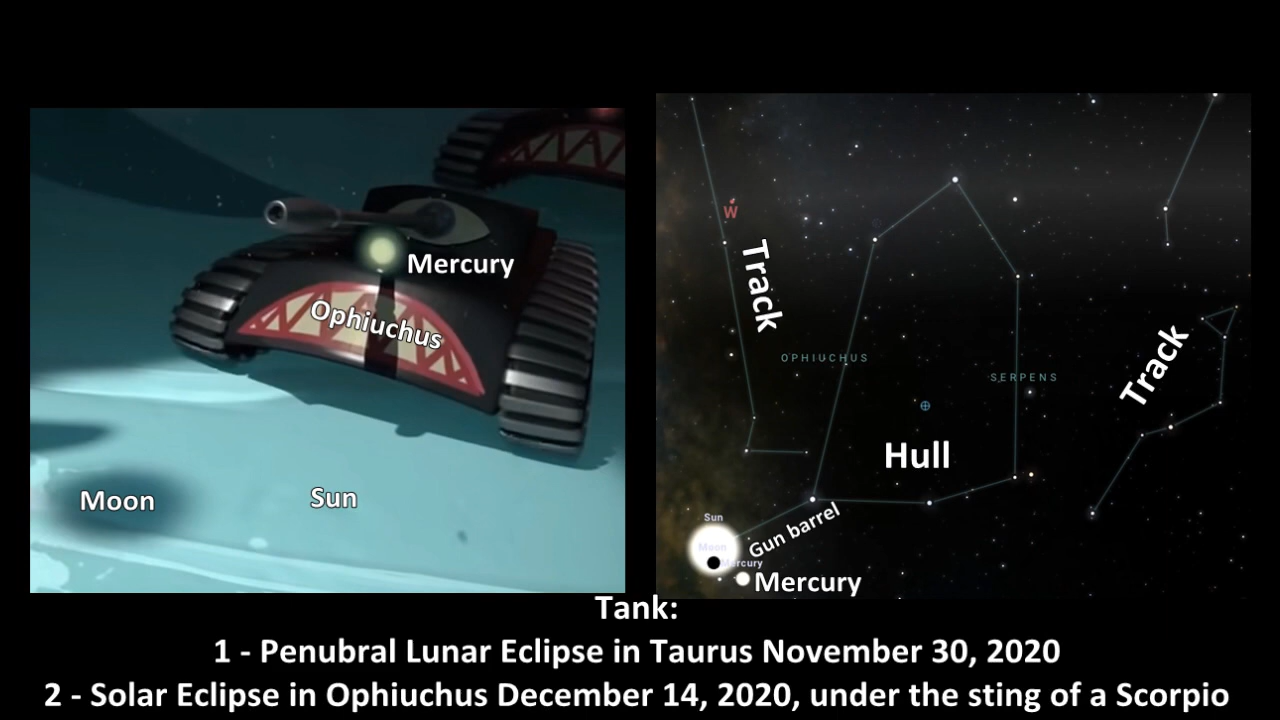 Mercury
Ophiuchus
Moon
Sun
W
Track
OPHIUCHUS
SERPENS
Track
Hull
Sun
Gun barrel
Moon
Mercury
Mercury
Tank:
1 - Penubral Lunar Eclipse in Taurus November 30, 2020
2 - Solar Eclipse in Ophiuchus December 14, 2020, under the sting of a Scorpio